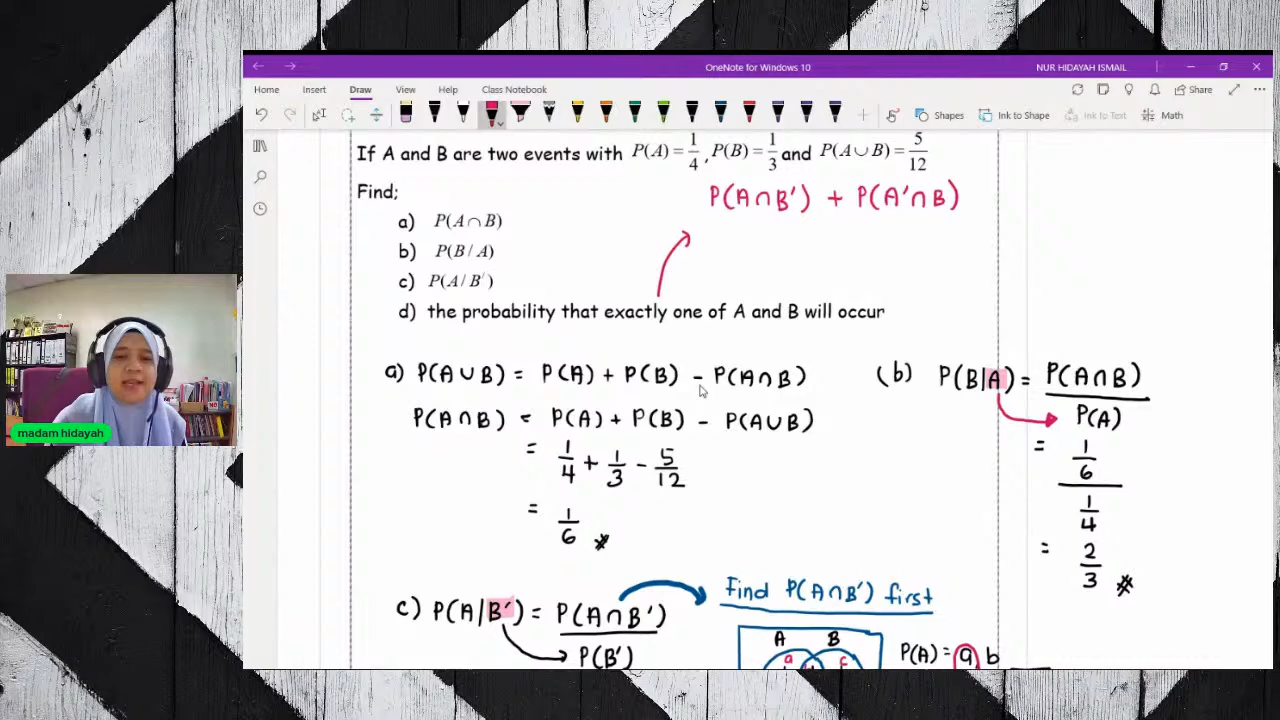 OneNote for Windows 10
NUR HIDAYAH ISMAIL
Home Insert Draw View Help Class Notebook
Share
Shapes Ink to Shape Ink to Text Math
If A and B are two events with P(A) = 1/4 , P(B) = 1/3 and P(A∪B) = 5/12
Find;
P(A∩B') + P(A'∩B)
a) P(A∩B)
b) P(B/A)
c) P(A/B')
d) the probability that exactly one of A and B will occur
a) P(A∪B) = P(A) + P(B) - P(A∩B)
P(A∩B) = P(A) + P(B) - P(A∪B)
= 1/4 + 1/3 - 5/12
= 1/6 *
(b) P(B|A) = P(A∩B)
P(A)
= 1/6
1/4
= 2/3 *
c) P(A|B') = P(A∩B')
P(B')
Find P(A∩B') first
A B
a c
P(A) = a b
madam hidayah